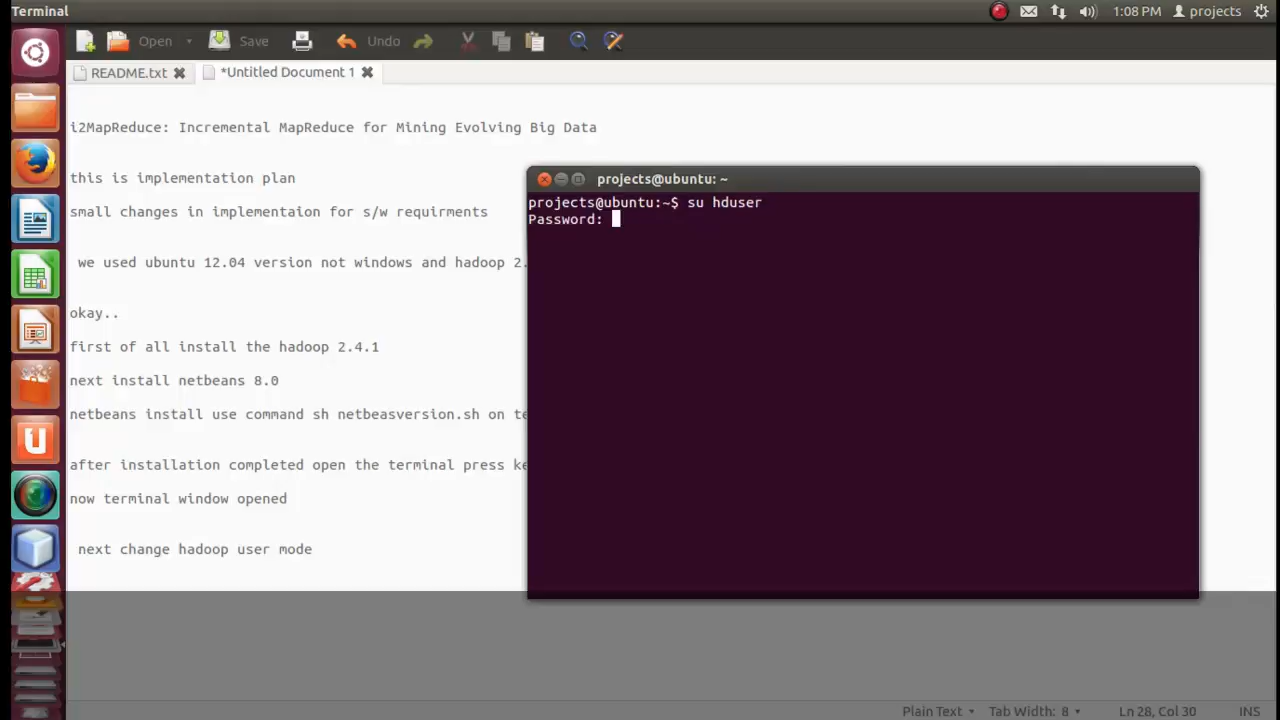 Terminal
1:08 PM projects
Open Save Undo
README.txt *Untitled Document 1
i2MapReduce: Incremental MapReduce for Mining Evolving Big Data
this is implementation plan
small changes in implementaion for s/w requirments
we used ubuntu 12.04 version not windows and hadoop 2.
okay..
first of all install the hadoop 2.4.1
next install netbeans 8.0
netbeans install use command sh netbeasversion.sh on te
after installation completed open the terminal press ke
now terminal window opened
next change hadoop user mode
projects@ubuntu: ~
projects@ubuntu:~$ su hduser
Password:
Plain Text Tab Width: 8 Ln 28, Col 30 INS